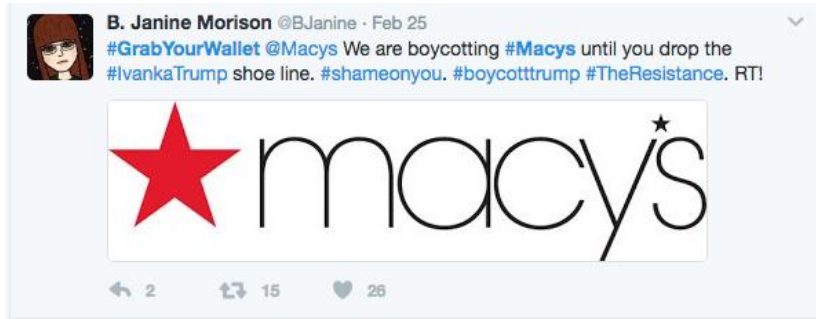 B. Janine Morison @BJanine · Feb 25
#GrabYourWallet @Macys We are boycotting #Macys until you drop the
#IvankaTrump shoe line. #shameonyou. #boycotttrump #TheResistance. RT!
macy's
2 15 26